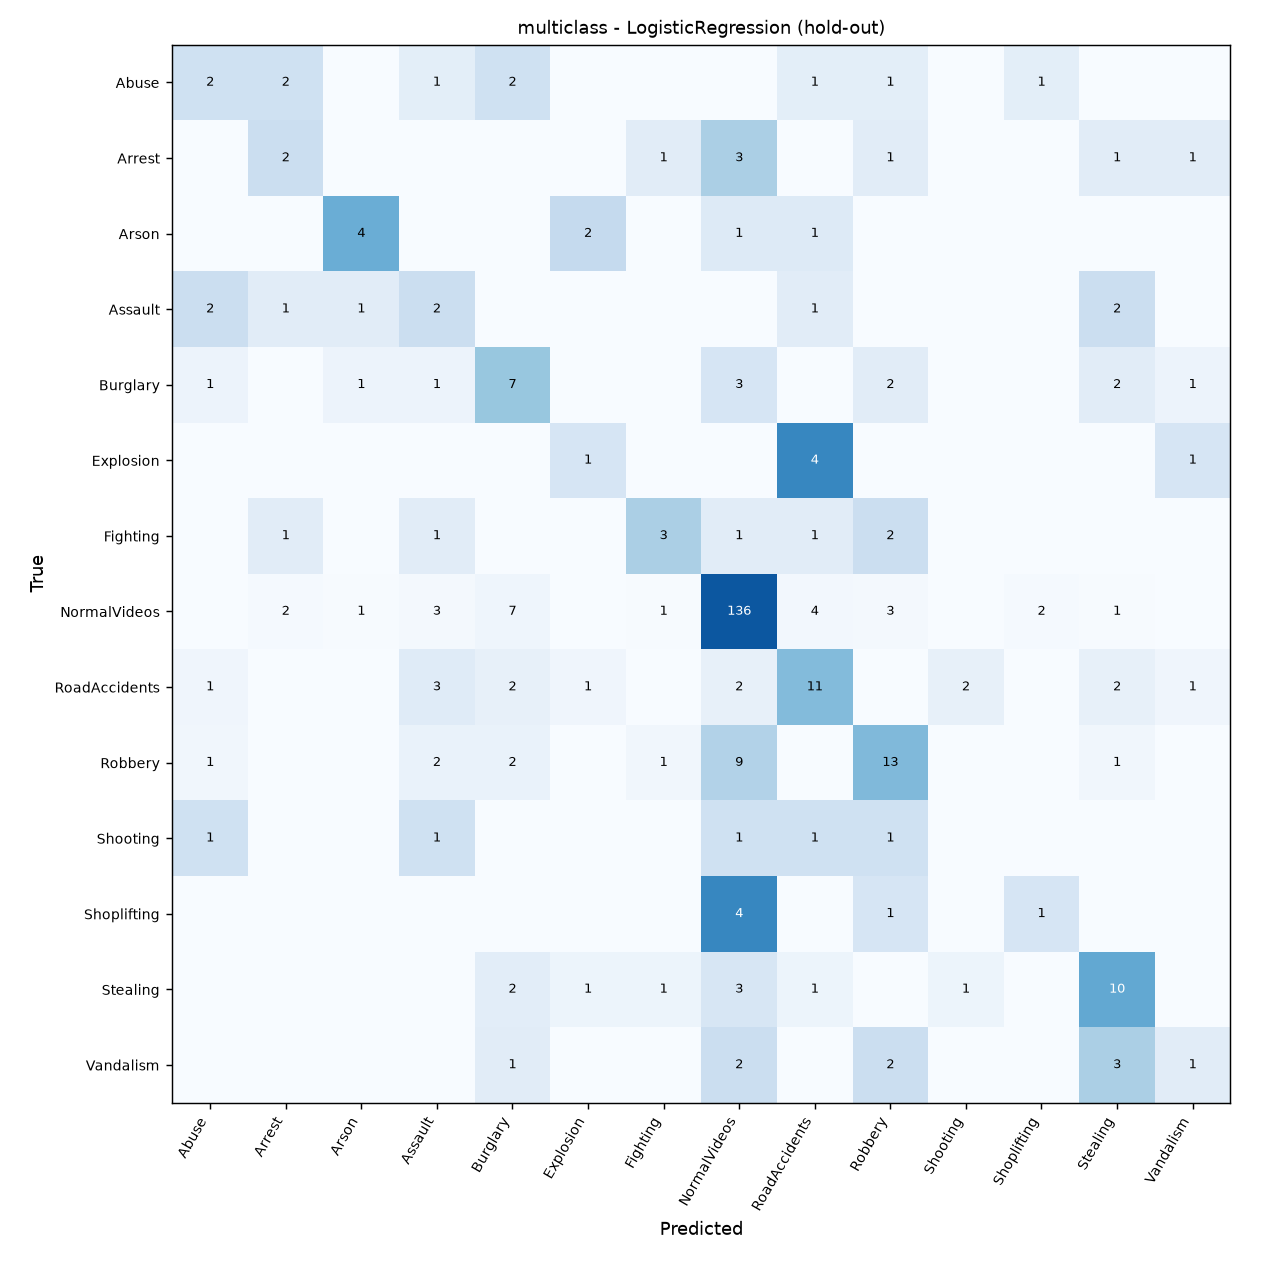 multiclass - LogisticRegression (hold-out)
Abuse 2 2 1 2 1 1 1
Arrest 2 1 3 1 1 1
Arson 4 2 1 1
Assault 2 1 1 2 1 2
Burglary 1 1 1 7 3 2 2 1
Explosion 1 4 1
Fighting 1 1 3 1 1 2
NormalVideos 2 1 3 7 1 136 4 3 2 1
RoadAccidents 1 3 2 1 2 11 2 2 1
Robbery 1 2 2 1 9 13 1
Shooting 1 1 1 1 1
Shoplifting 4 1 1
Stealing 2 1 1 3 1 1 10
Vandalism 1 2 2 3 1
True
Abuse Arrest Arson Assault Burglary Explosion Fighting NormalVideos RoadAccidents Robbery Shooting Shoplifting Stealing Vandalism
Predicted